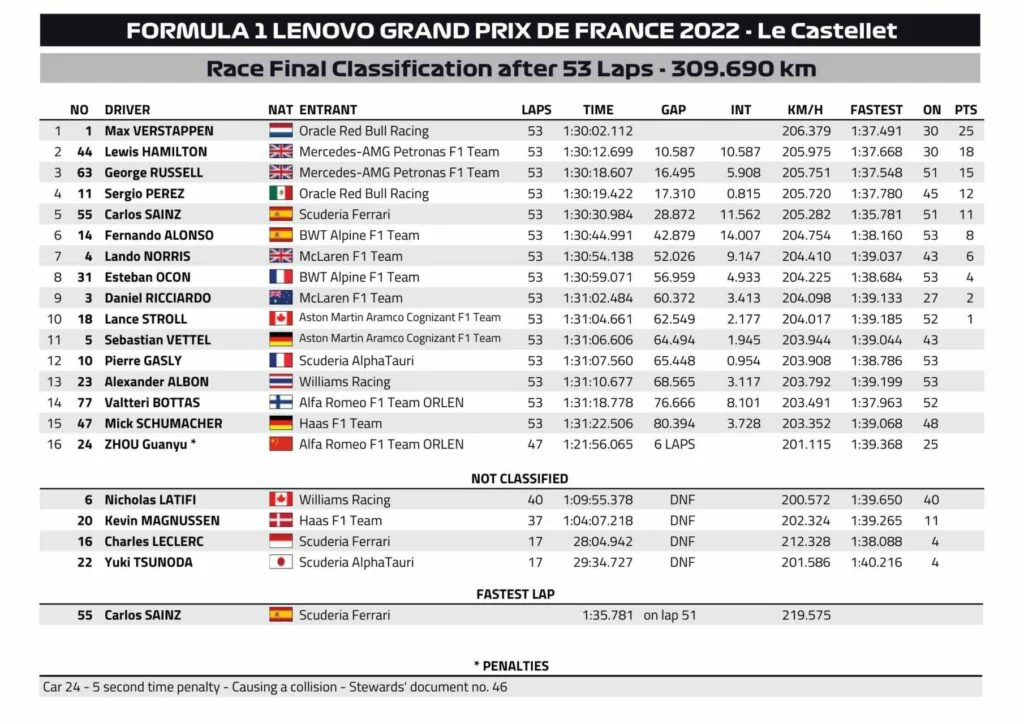 FORMULA 1 LENOVO GRAND PRIX DE FRANCE 2022 - Le Castellet
Race Final Classification after 53 Laps - 309.690 km
NO DRIVER NAT ENTRANT LAPS TIME GAP INT KM/H FASTEST ON PTS
1 1 Max VERSTAPPEN Oracle Red Bull Racing 53 1:30:02.112 206.379 1:37.491 30 25
2 44 Lewis HAMILTON Mercedes-AMG Petronas F1 Team 53 1:30:12.699 10.587 10.587 205.975 1:37.668 30 18
3 63 George RUSSELL Mercedes-AMG Petronas F1 Team 53 1:30:18.607 16.495 5.908 205.751 1:37.548 51 15
4 11 Sergio PEREZ Oracle Red Bull Racing 53 1:30:19.422 17.310 0.815 205.720 1:37.780 45 12
5 55 Carlos SAINZ Scuderia Ferrari 53 1:30:30.984 28.872 11.562 205.282 1:35.781 51 11
6 14 Fernando ALONSO BWT Alpine F1 Team 53 1:30:44.991 42.879 14.007 204.754 1:38.160 53 8
7 4 Lando NORRIS McLaren F1 Team 53 1:30:54.138 52.026 9.147 204.410 1:39.037 43 6
8 31 Esteban OCON BWT Alpine F1 Team 53 1:30:59.071 56.959 4.933 204.225 1:38.684 53 4
9 3 Daniel RICCIARDO McLaren F1 Team 53 1:31:02.484 60.372 3.413 204.098 1:39.133 27 2
10 18 Lance STROLL Aston Martin Aramco Cognizant F1 Team 53 1:31:04.661 62.549 2.177 204.017 1:39.185 52 1
11 5 Sebastian VETTEL Aston Martin Aramco Cognizant F1 Team 53 1:31:06.606 64.494 1.945 203.944 1:39.044 43
12 10 Pierre GASLY Scuderia AlphaTauri 53 1:31:07.560 65.448 0.954 203.908 1:38.786 53
13 23 Alexander ALBON Williams Racing 53 1:31:10.677 68.565 3.117 203.792 1:39.199 53
14 77 Valtteri BOTTAS Alfa Romeo F1 Team ORLEN 53 1:31:18.778 76.666 8.101 203.491 1:37.963 52
15 47 Mick SCHUMACHER Haas F1 Team 53 1:31:22.506 80.394 3.728 203.352 1:39.068 48
16 24 ZHOU Guanyu * Alfa Romeo F1 Team ORLEN 47 1:21:56.065 6 LAPS 201.115 1:39.368 25
NOT CLASSIFIED
6 Nicholas LATIFI Williams Racing 40 1:09:55.378 DNF 200.572 1:39.650 40
20 Kevin MAGNUSSEN Haas F1 Team 37 1:04:07.218 DNF 202.324 1:39.265 11
16 Charles LECLERC Scuderia Ferrari 17 28:04.942 DNF 212.328 1:38.088 4
22 Yuki TSUNODA Scuderia AlphaTauri 17 29:34.727 DNF 201.586 1:40.216 4
FASTEST LAP
55 Carlos SAINZ Scuderia Ferrari 1:35.781 on lap 51 219.575
* PENALTIES
Car 24 - 5 second time penalty - Causing a collision - Stewards' document no. 46